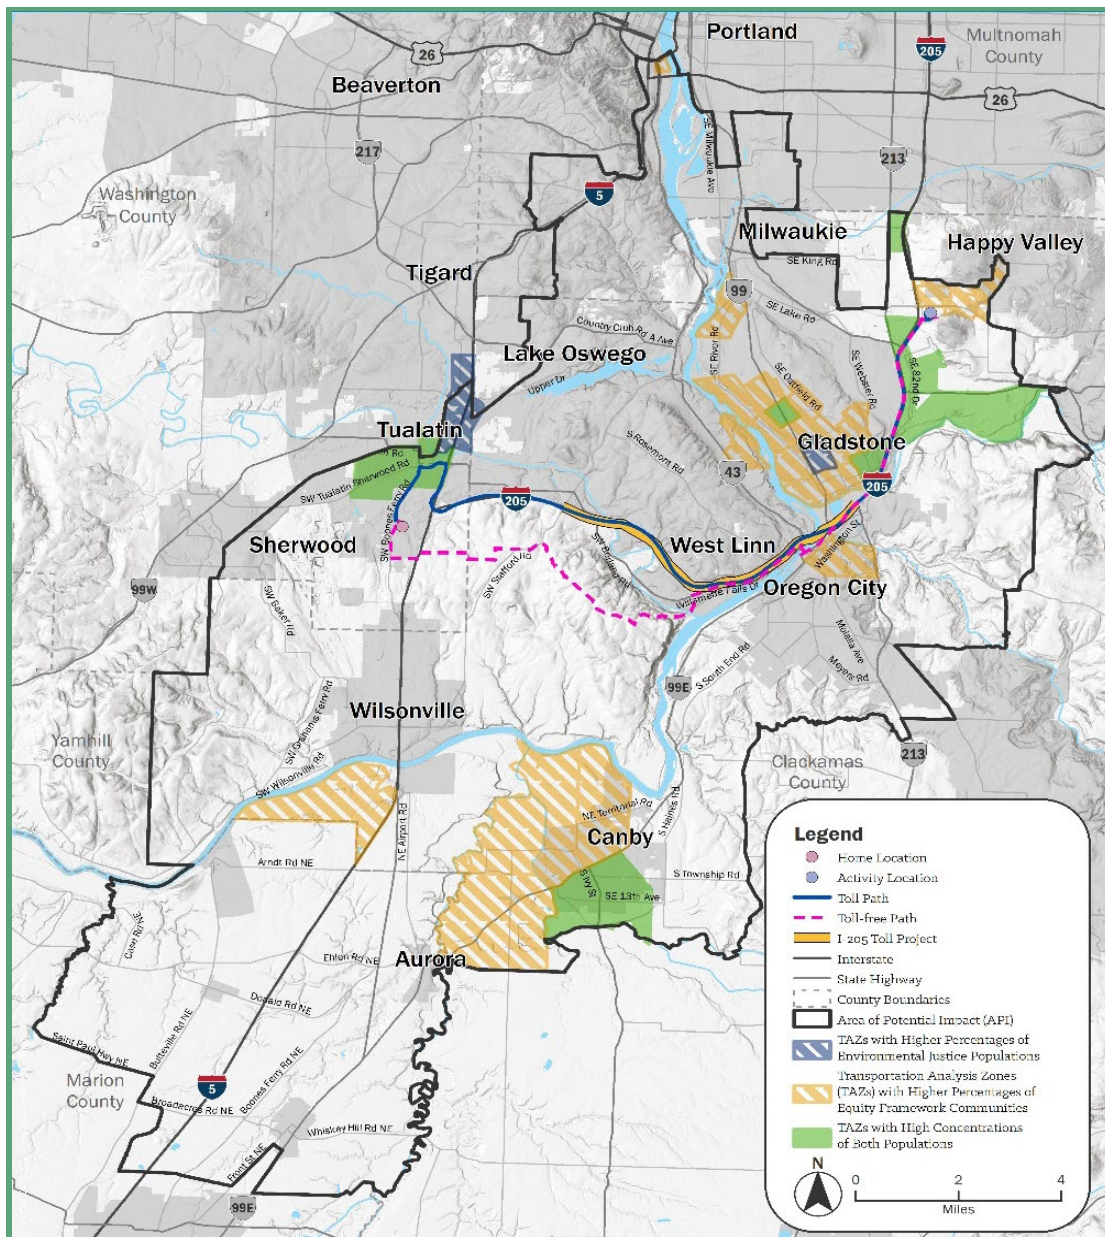 Portland
Multnomah
County
205
26
Beaverton
26
217
213
Washington
County
5
SE Milwaukie Ave
Milwaukie
Happy Valley
SE King Rd
Tigard
99
SE Lake Rd
Country Club Rd
A Ave
Lake Oswego
SE River Rd
SE Webster Rd
SE 82nd Dr
Upper Dr
SE Oatfield Rd
Tualatin
Gladstone
S Rosemont Rd
43
205
SW Tualatin Sherwood Rd
SW Boones Ferry Rd
205
Sherwood
West Linn
Washington St
SW Stafford Rd
SW Borland Rd
Willamette Falls Dr
Oregon City
99W
SW Baker Rd
Molalla Ave
Meyers Rd
S South End Rd
99E
Wilsonville
SW Grahams Ferry Rd
Yamhill
County
SW Wilsonville Rd
Clackamas
County
213
NE Territorial Rd
S Haines Rd
NE Airport Rd
Canby
Arndt Rd NE
S Ivy St
S Township Rd
SE 13th Ave
Case Rd NE
Aurora
Ehlen Rd NE
Donald Rd NE
Butteville Rd NE
Saint Paul Hwy NE
Boones Ferry Rd NE
Marion
County
5
Broadacres Rd NE
Whiskey Hill Rd NE
Front St NE
99E
Legend
Home Location
Activity Location
Toll Path
Toll-free Path
I-205 Toll Project
Interstate
State Highway
County Boundaries
Area of Potential Impact (API)
TAZs with Higher Percentages of
Environmental Justice Populations
Transportation Analysis Zones
(TAZs) with Higher Percentages of
Equity Framework Communities
TAZs with High Concentrations
of Both Populations
N
0 2 4
Miles